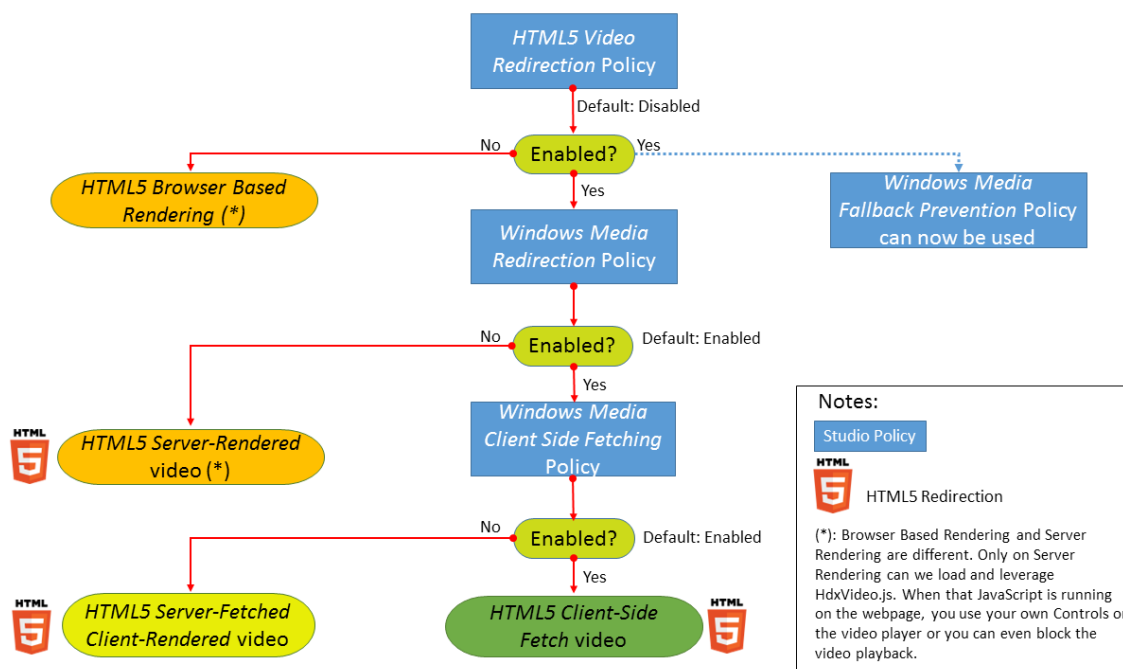 HTML5 Video
Redirection Policy
Default: Disabled
No
Enabled?
Yes
HTML5 Browser Based
Rendering (*)
Yes
Windows Media
Fallback Prevention Policy
can now be used
Windows Media
Redirection Policy
No
Enabled?
Default: Enabled
Yes
HTML
5
HTML5 Server-Rendered
video (*)
Windows Media
Client Side Fetching
Policy
No
Enabled?
Default: Enabled
Yes
HTML
5
HTML5 Server-Fetched
Client-Rendered video
HTML5 Client-Side
Fetch video
HTML
5
Notes:
Studio Policy
HTML
5
HTML5 Redirection
(*): Browser Based Rendering and Server
Rendering are different. Only on Server
Rendering can we load and leverage
HdxVideo.js. When that JavaScript is running
on the webpage, you use your own Controls on
the video player or you can even block the
video playback.